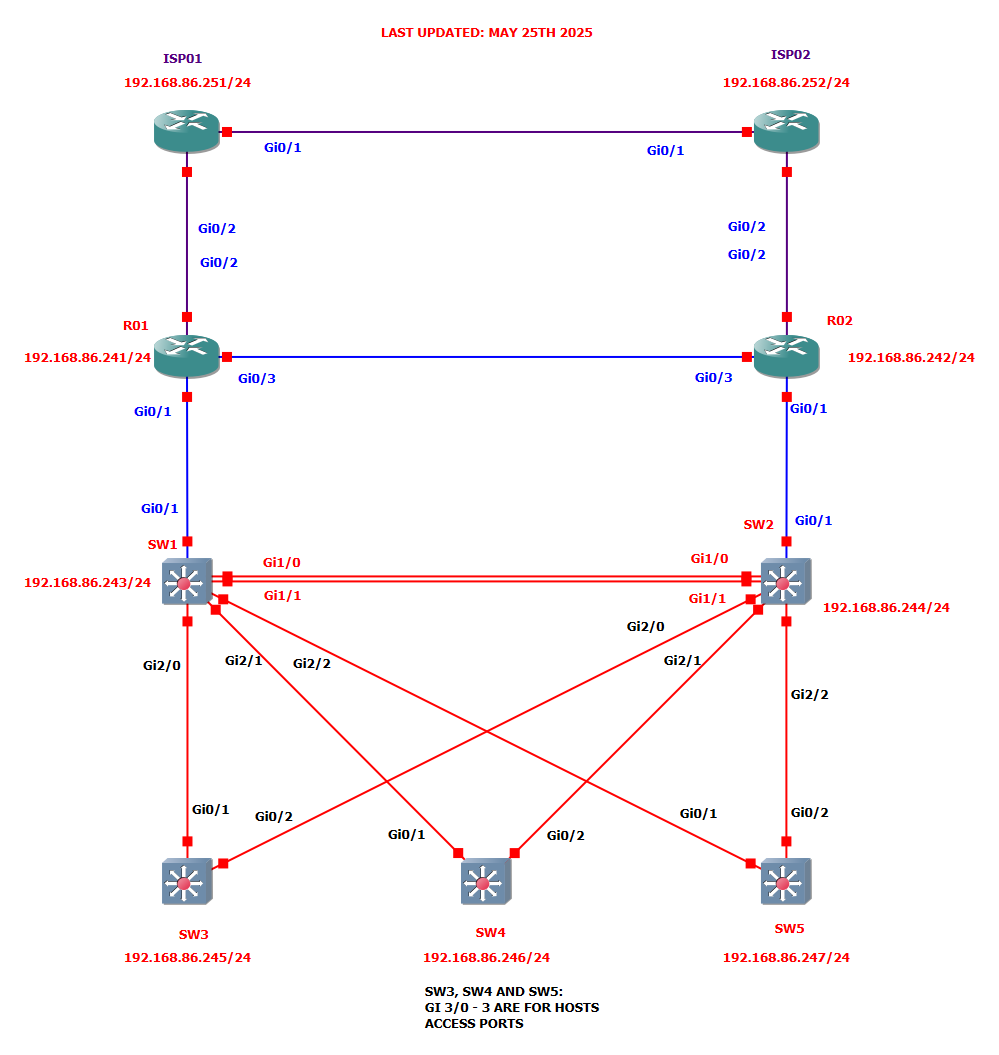 LAST UPDATED: MAY 25TH 2025
ISP01
192.168.86.251/24
ISP02
192.168.86.252/24
Gi0/1
Gi0/1
Gi0/2
Gi0/2
Gi0/2
Gi0/2
R01
192.168.86.241/24
R02
192.168.86.242/24
Gi0/3
Gi0/3
Gi0/1
Gi0/1
Gi0/1
Gi0/1
SW1
192.168.86.243/24
SW2
192.168.86.244/24
Gi1/0
Gi1/0
Gi1/1
Gi1/1
Gi2/0
Gi2/1
Gi2/2
Gi2/0
Gi2/1
Gi2/2
Gi0/1
Gi0/2
Gi0/1
Gi0/2
Gi0/1
Gi0/2
SW3
192.168.86.245/24
SW4
192.168.86.246/24
SW5
192.168.86.247/24
SW3, SW4 AND SW5:
GI 3/0 - 3 ARE FOR HOSTS
ACCESS PORTS